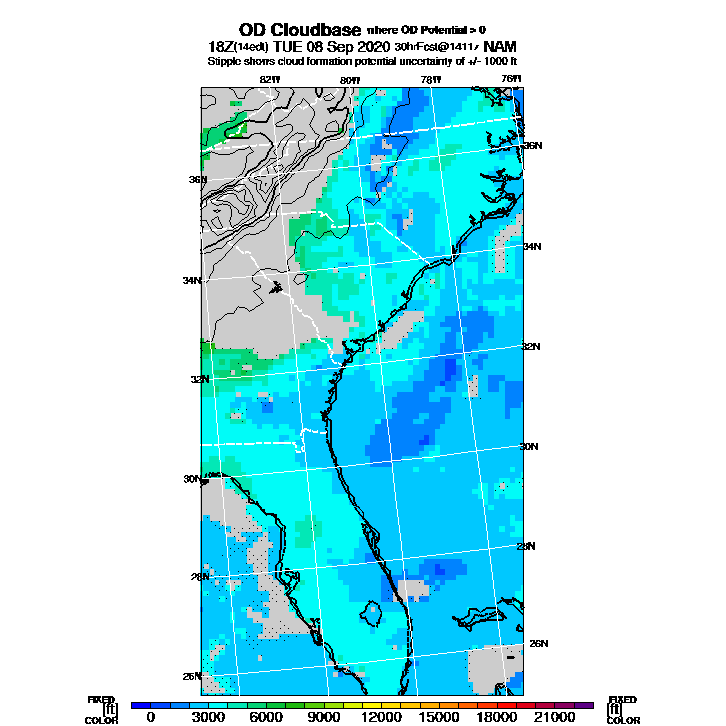 OD Cloudbase where OD Potential > 0
18Z(14edt) TUE 08 Sep 2020 30hrFcst@1411z NAM
Stipple shows cloud formation potential uncertainty of +/- 1000 ft
82W 80W 78W 76W
36N
36N
34N
34N
32N
32N
30N
30N
28N
28N
26N
26N
FIXED FIXED
[ft] [ft]
COLOR COLOR
0 3000 6000 9000 12000 15000 18000 21000